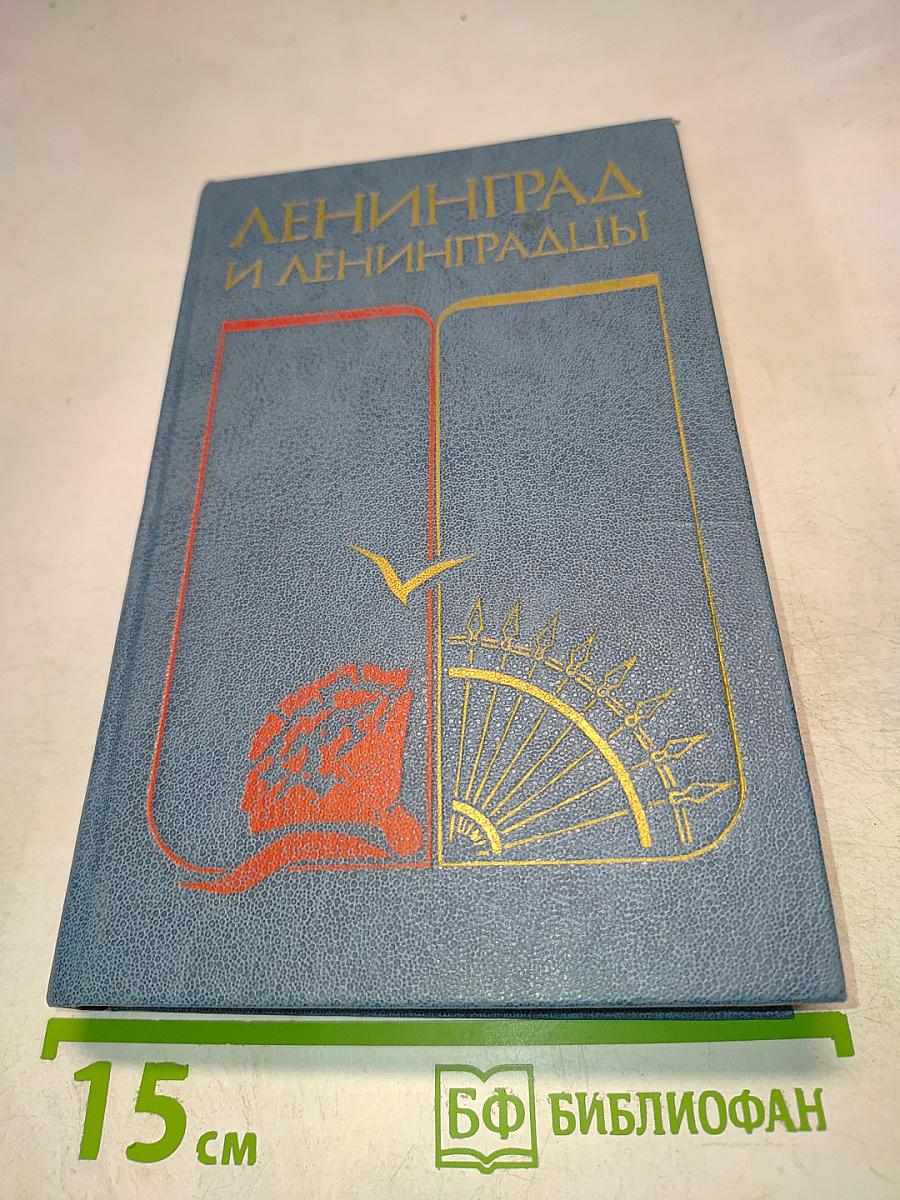 ЛЕНИНГРАД
И ЛЕНИНГРАДЦЫ
15 см
БФ БИБЛИОФАН